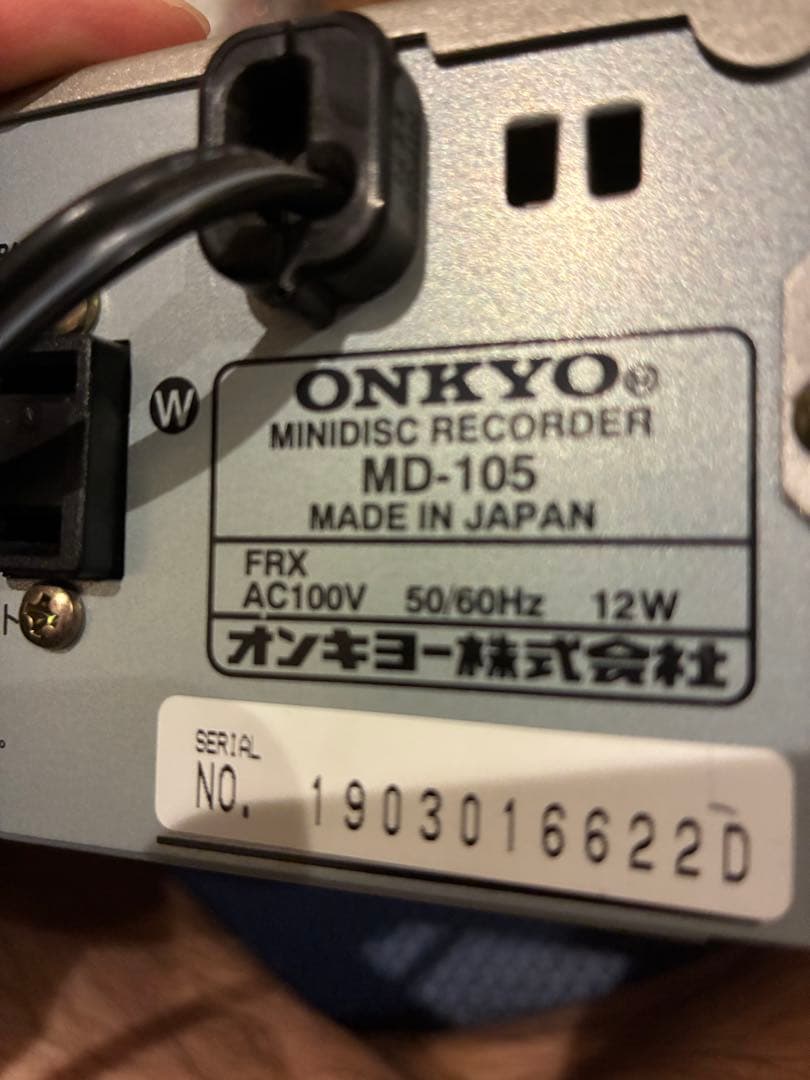 W
ONKYO
MINIDISC RECORDER
MD-105
MADE IN JAPAN
FRX
AC100V 50/60Hz 12W
オンキヨー株式会社
ト
SERIAL
NO. 1903016622D